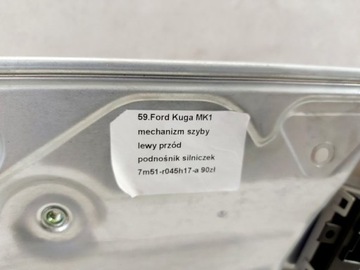 59.Ford Kuga MK1
mechanizm szyby
lewy przód
podnośnik silniczek
7m51-r045h17-a 90zł